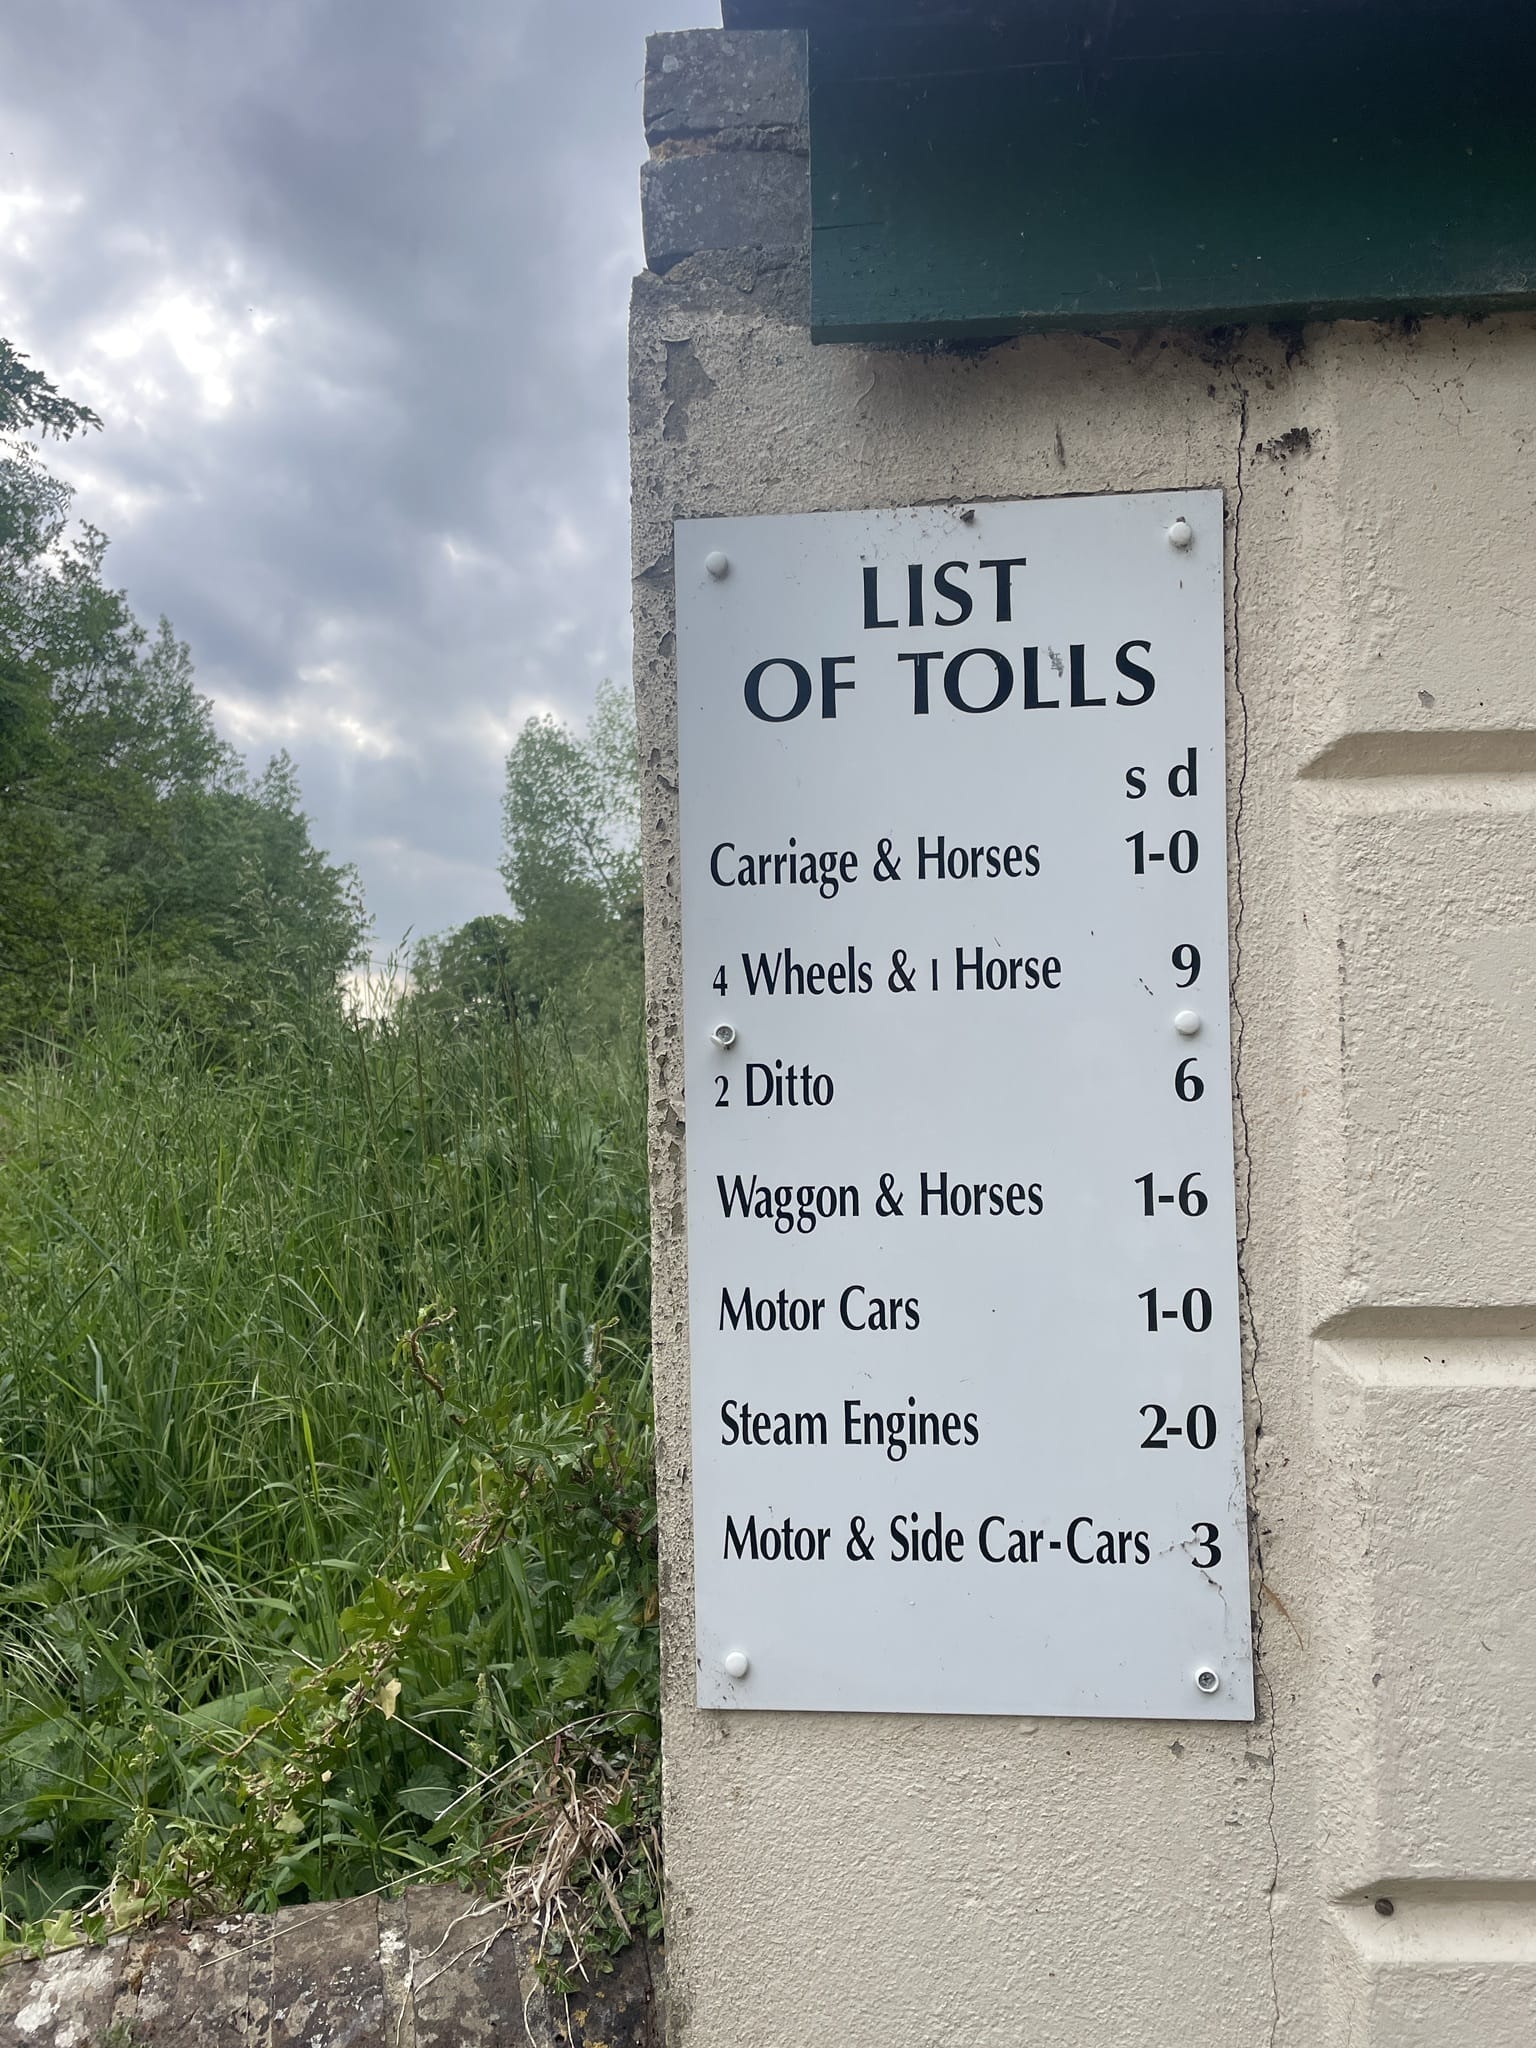 LIST
OF TOLLS
s d
Carriage & Horses 1-0
4 Wheels & 1 Horse 9
2 Ditto 6
Waggon & Horses 1-6
Motor Cars 1-0
Steam Engines 2-0
Motor & Side Car-Cars 3